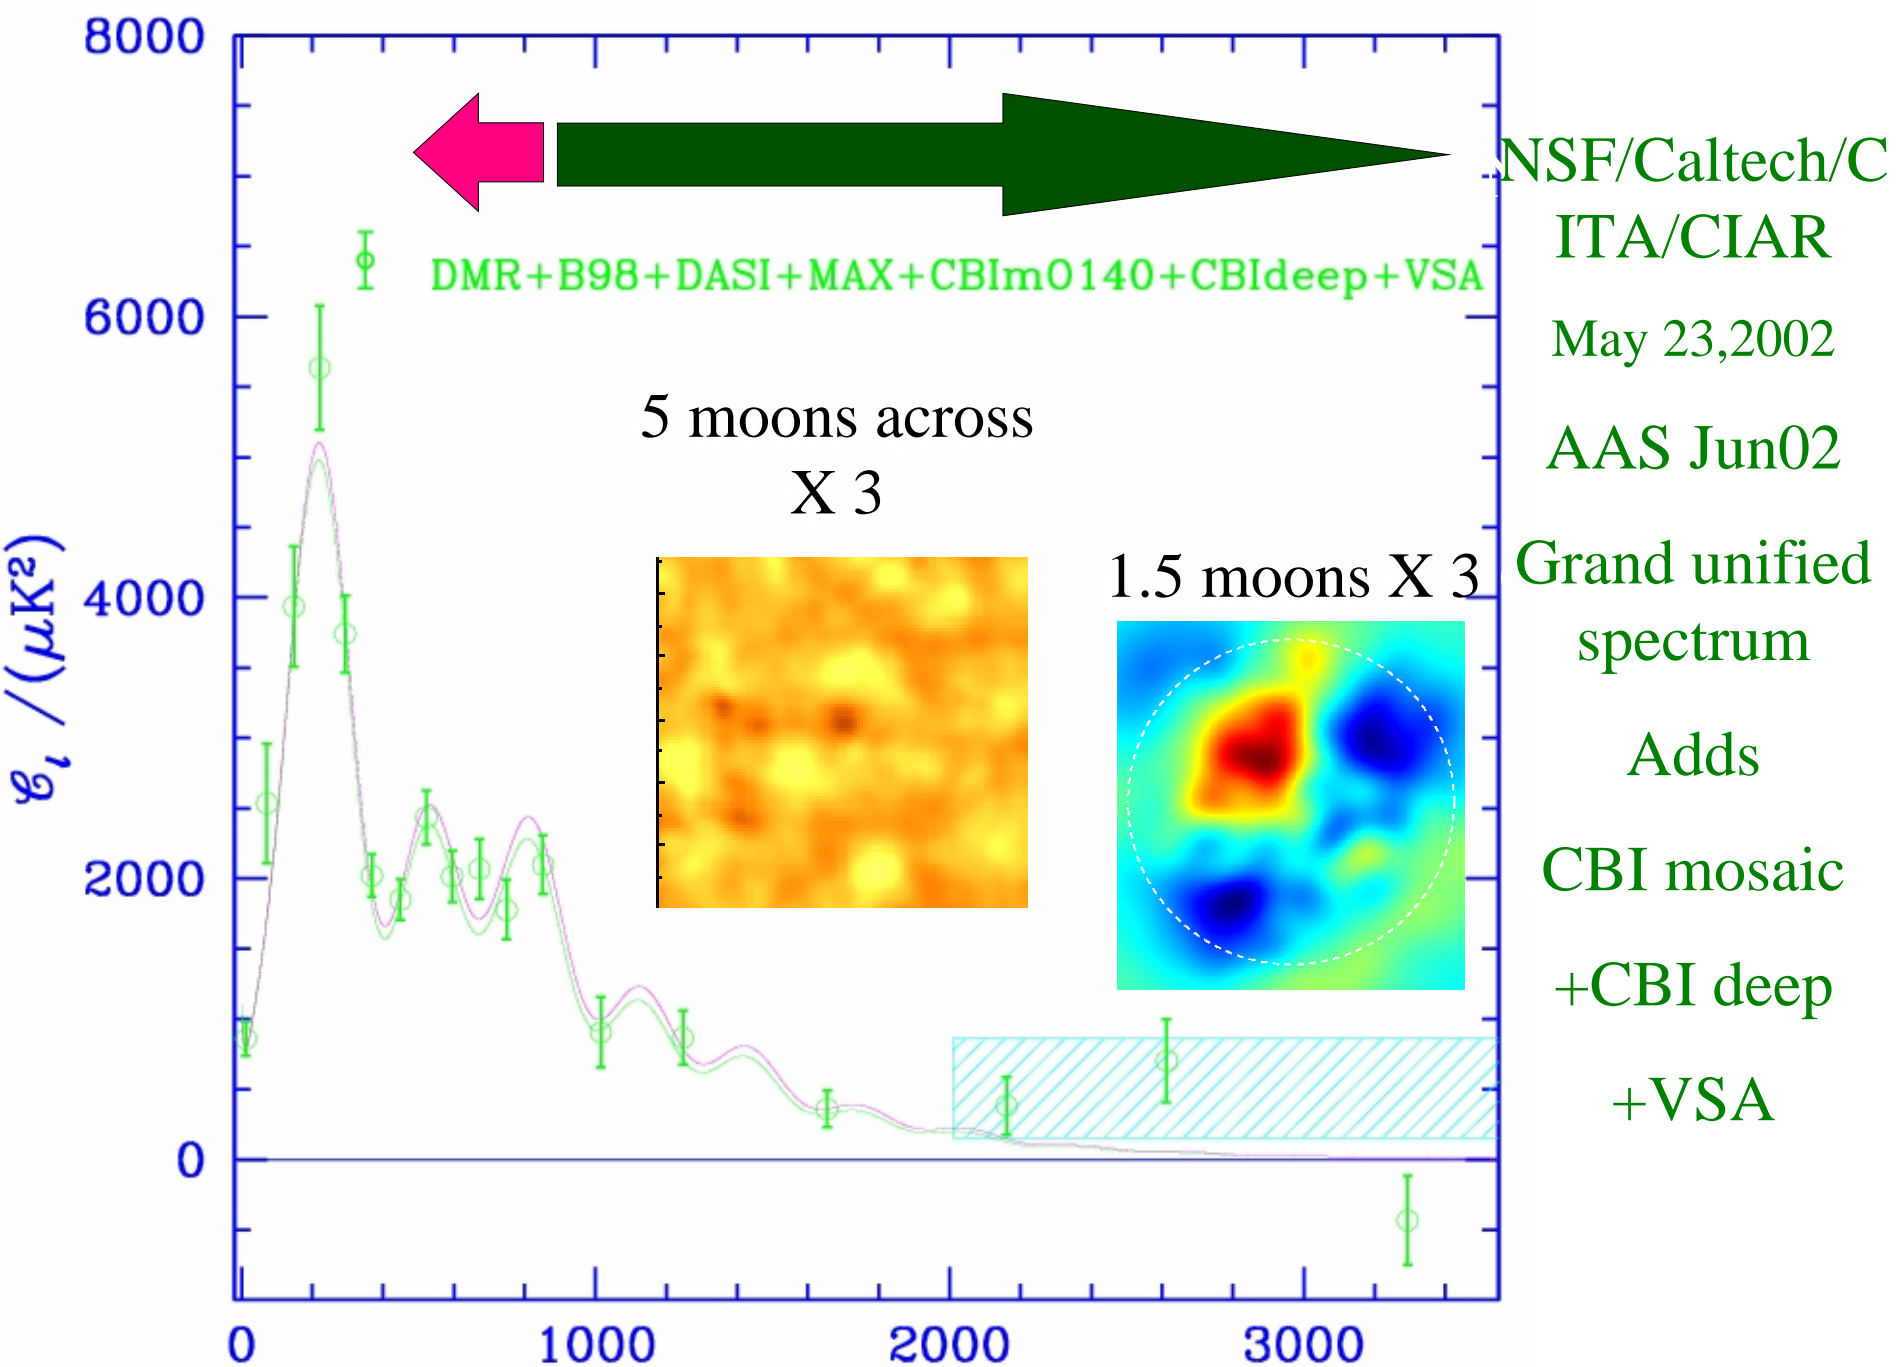 8000
NSF/Caltech/C
ITA/CIAR
DMR+B98+DASI+MAX+CBIm0140+CBIdeep+VSA
6000
May 23,2002
5 moons across
X 3
AAS Jun02
1.5 moons X 3
Grand unified
spectrum
4000
𝒞ₗ /(μK²)
Adds
2000
CBI mosaic
+CBI deep
+VSA
0
0 1000 2000 3000